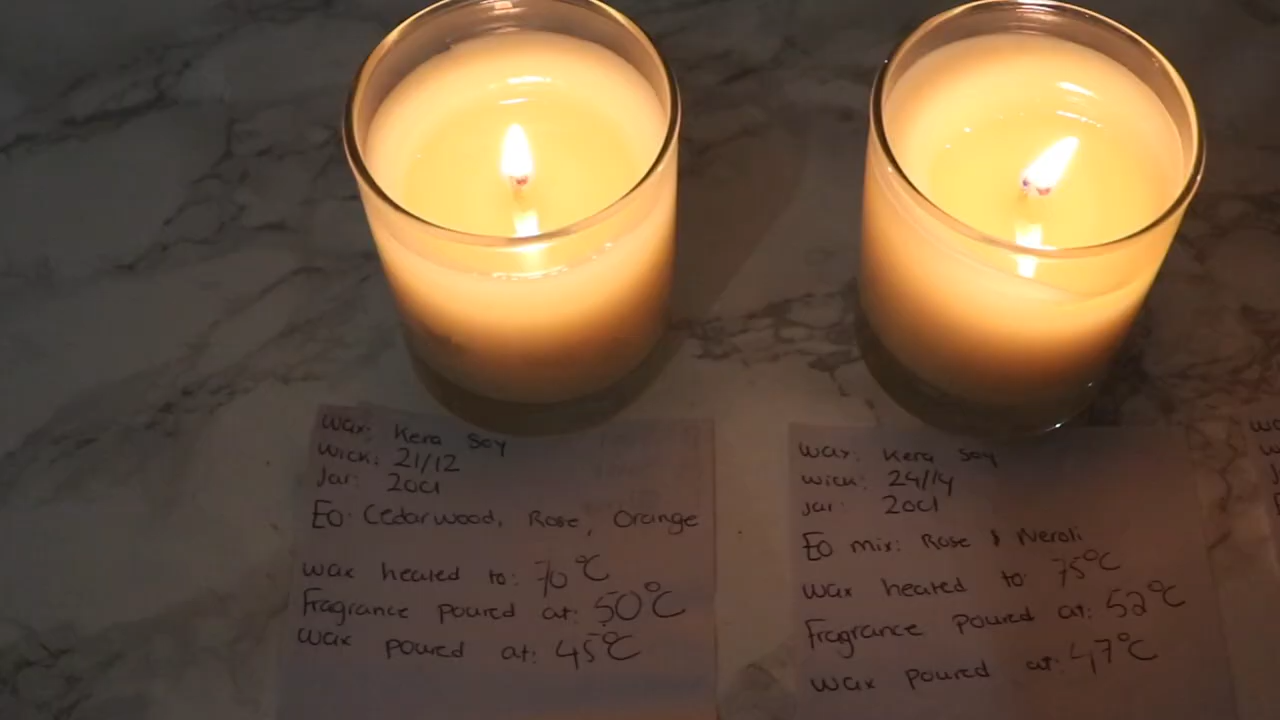 Wax: Kera Soy
Wick: 21/12
Jar: 20cl
EO: Cedarwood, Rose, Orange
Wax heated to: 70°C
Fragrance poured at: 50°C
Wax poured at: 45°C
Wax: Kera Soy
Wick: 24/14
Jar: 20cl
EO mix: Rose & Neroli
Wax heated to: 75°C
Fragrance poured at: 52°C
Wax poured at: 47°C